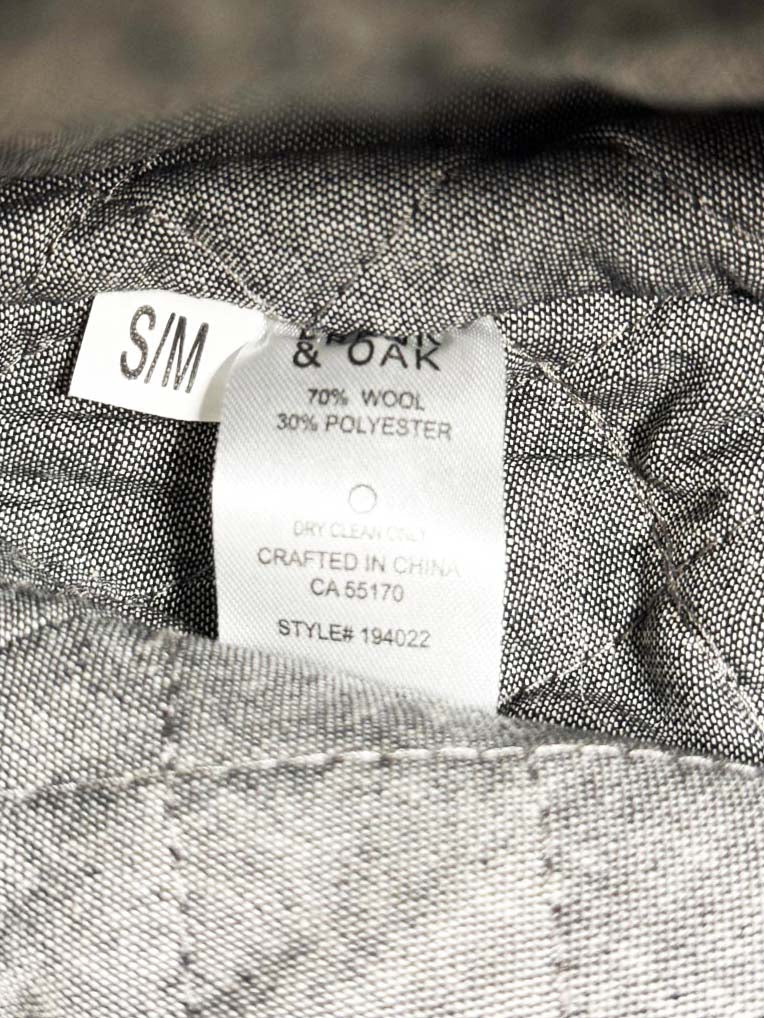 S/M
& OAK
70% WOOL
30% POLYESTER
DRY CLEAN ONLY
CRAFTED IN CHINA
CA 55170
STYLE# 194022